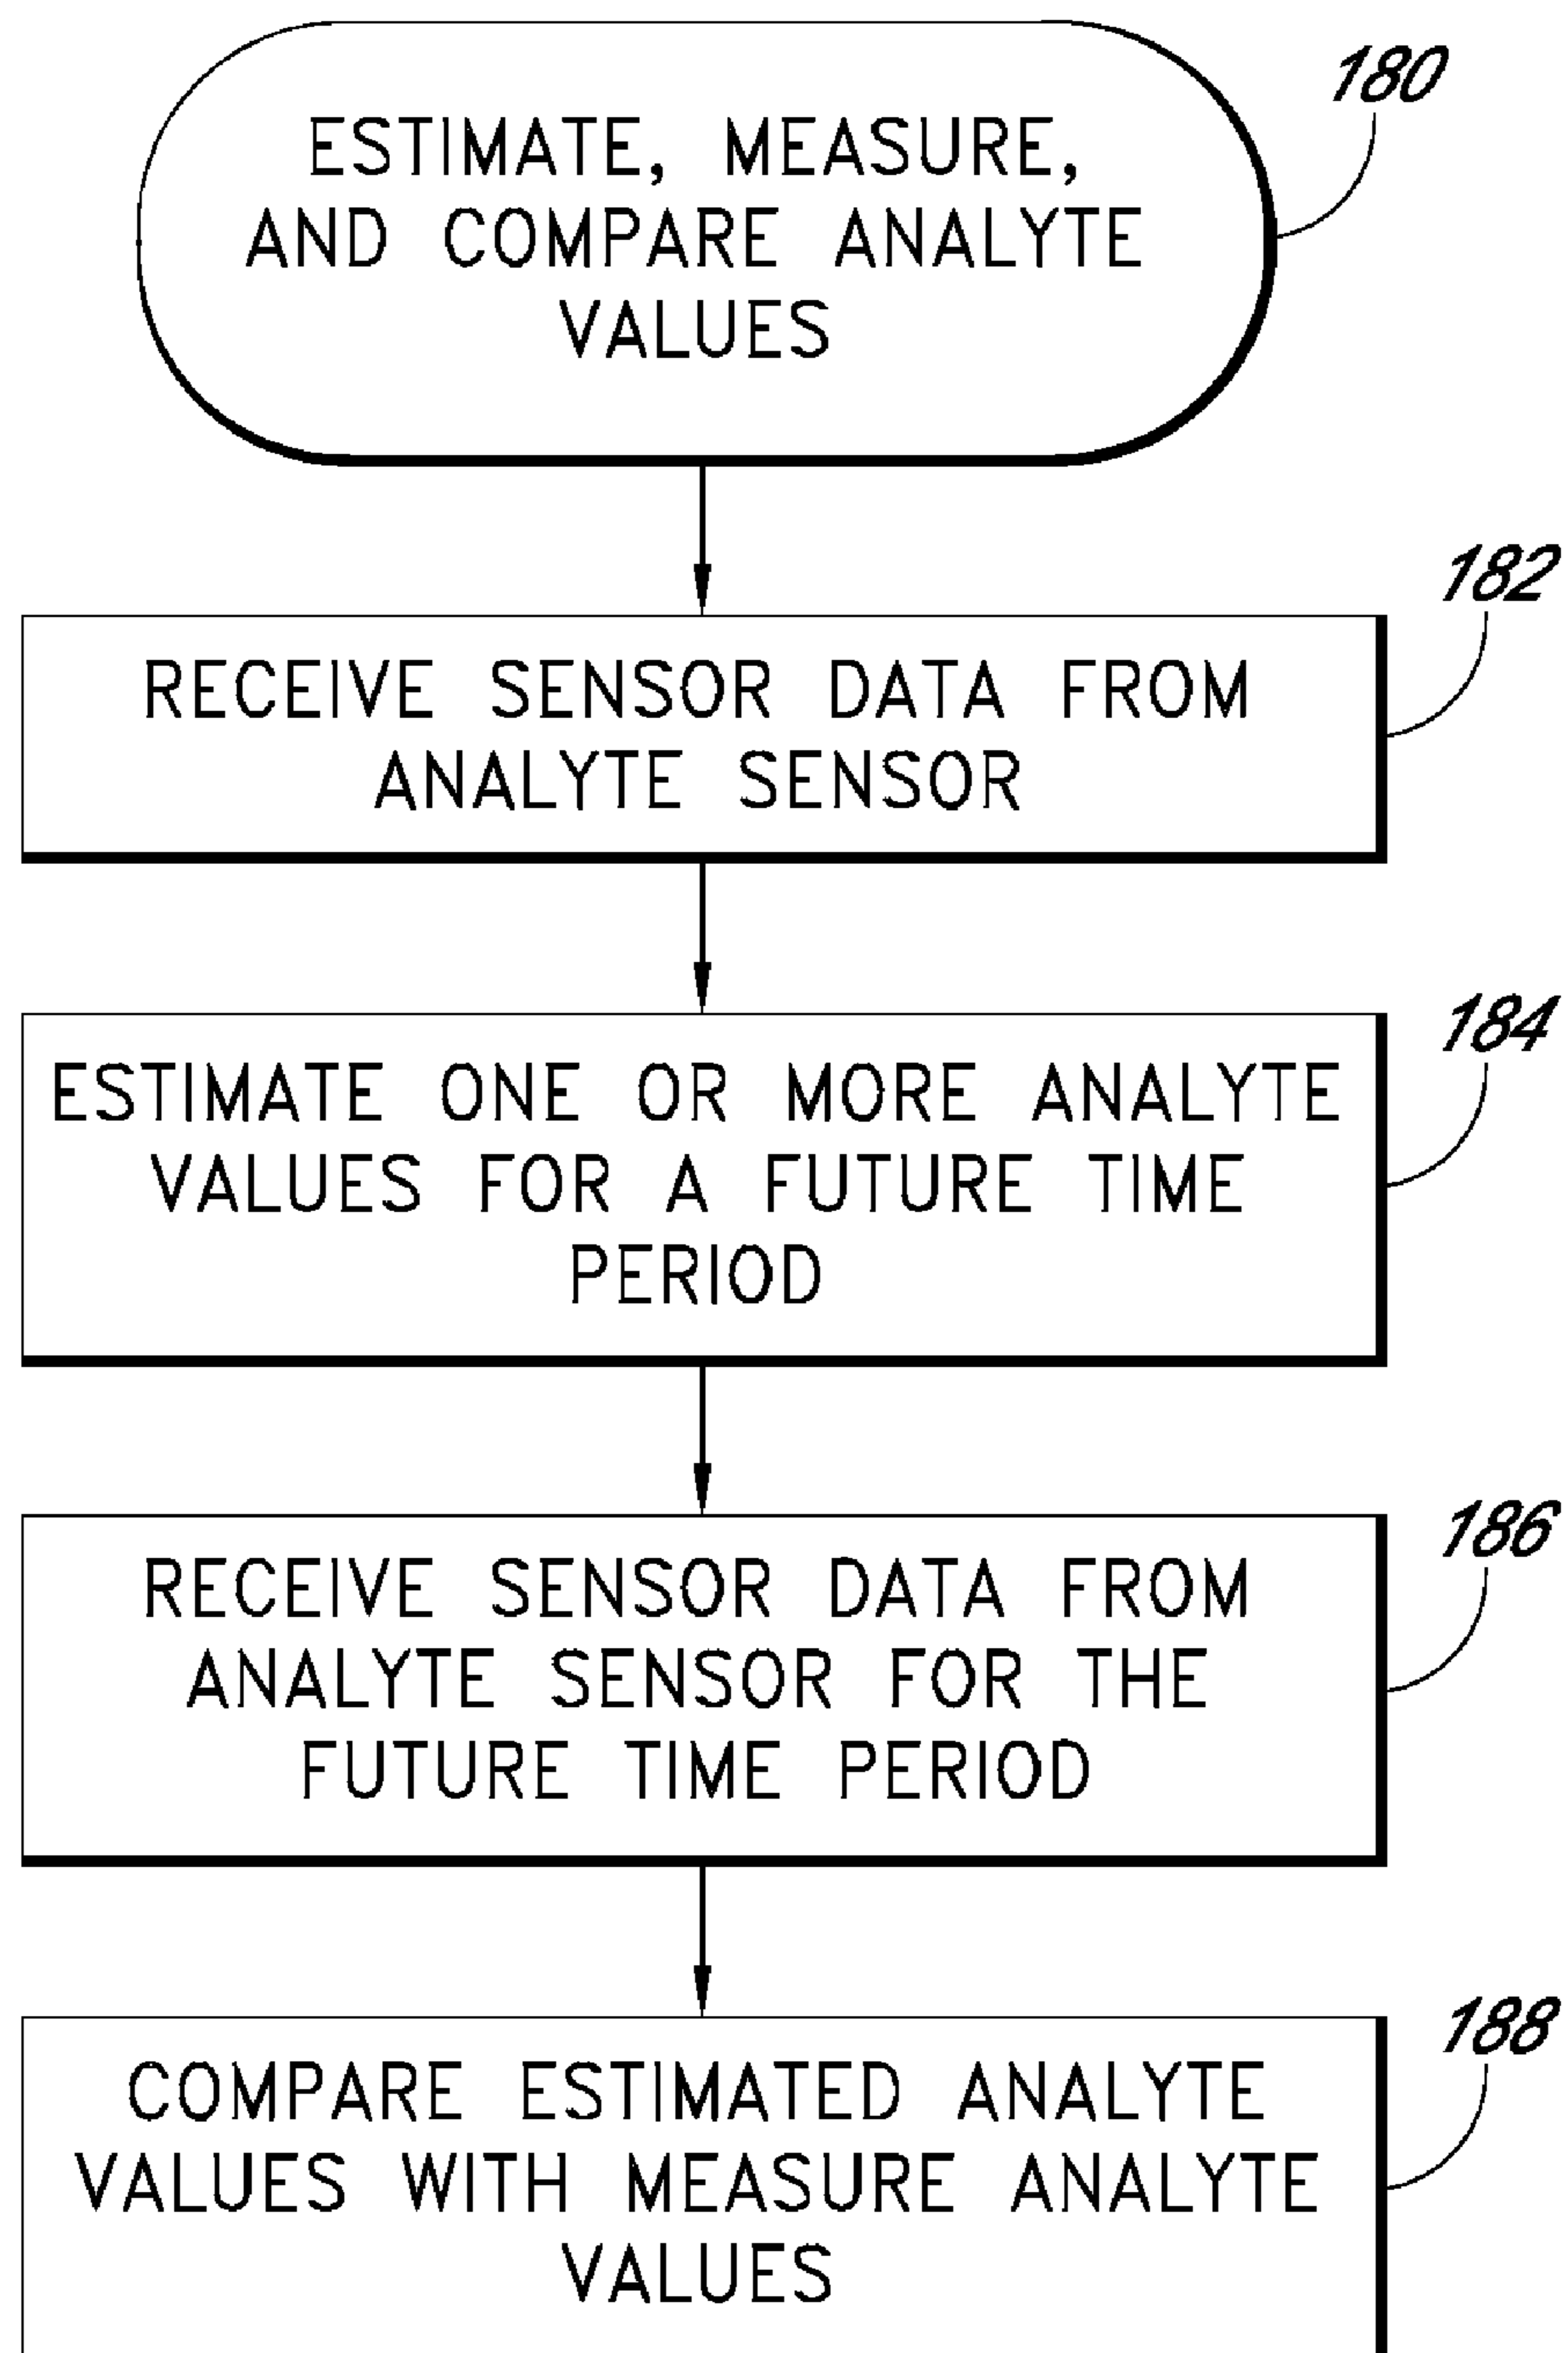 180
ESTIMATE, MEASURE,
AND COMPARE ANALYTE
VALUES
182
RECEIVE SENSOR DATA FROM
ANALYTE SENSOR
184
ESTIMATE ONE OR MORE ANALYTE
VALUES FOR A FUTURE TIME
PERIOD
186
RECEIVE SENSOR DATA FROM
ANALYTE SENSOR FOR THE
FUTURE TIME PERIOD
188
COMPARE ESTIMATED ANALYTE
VALUES WITH MEASURE ANALYTE
VALUES